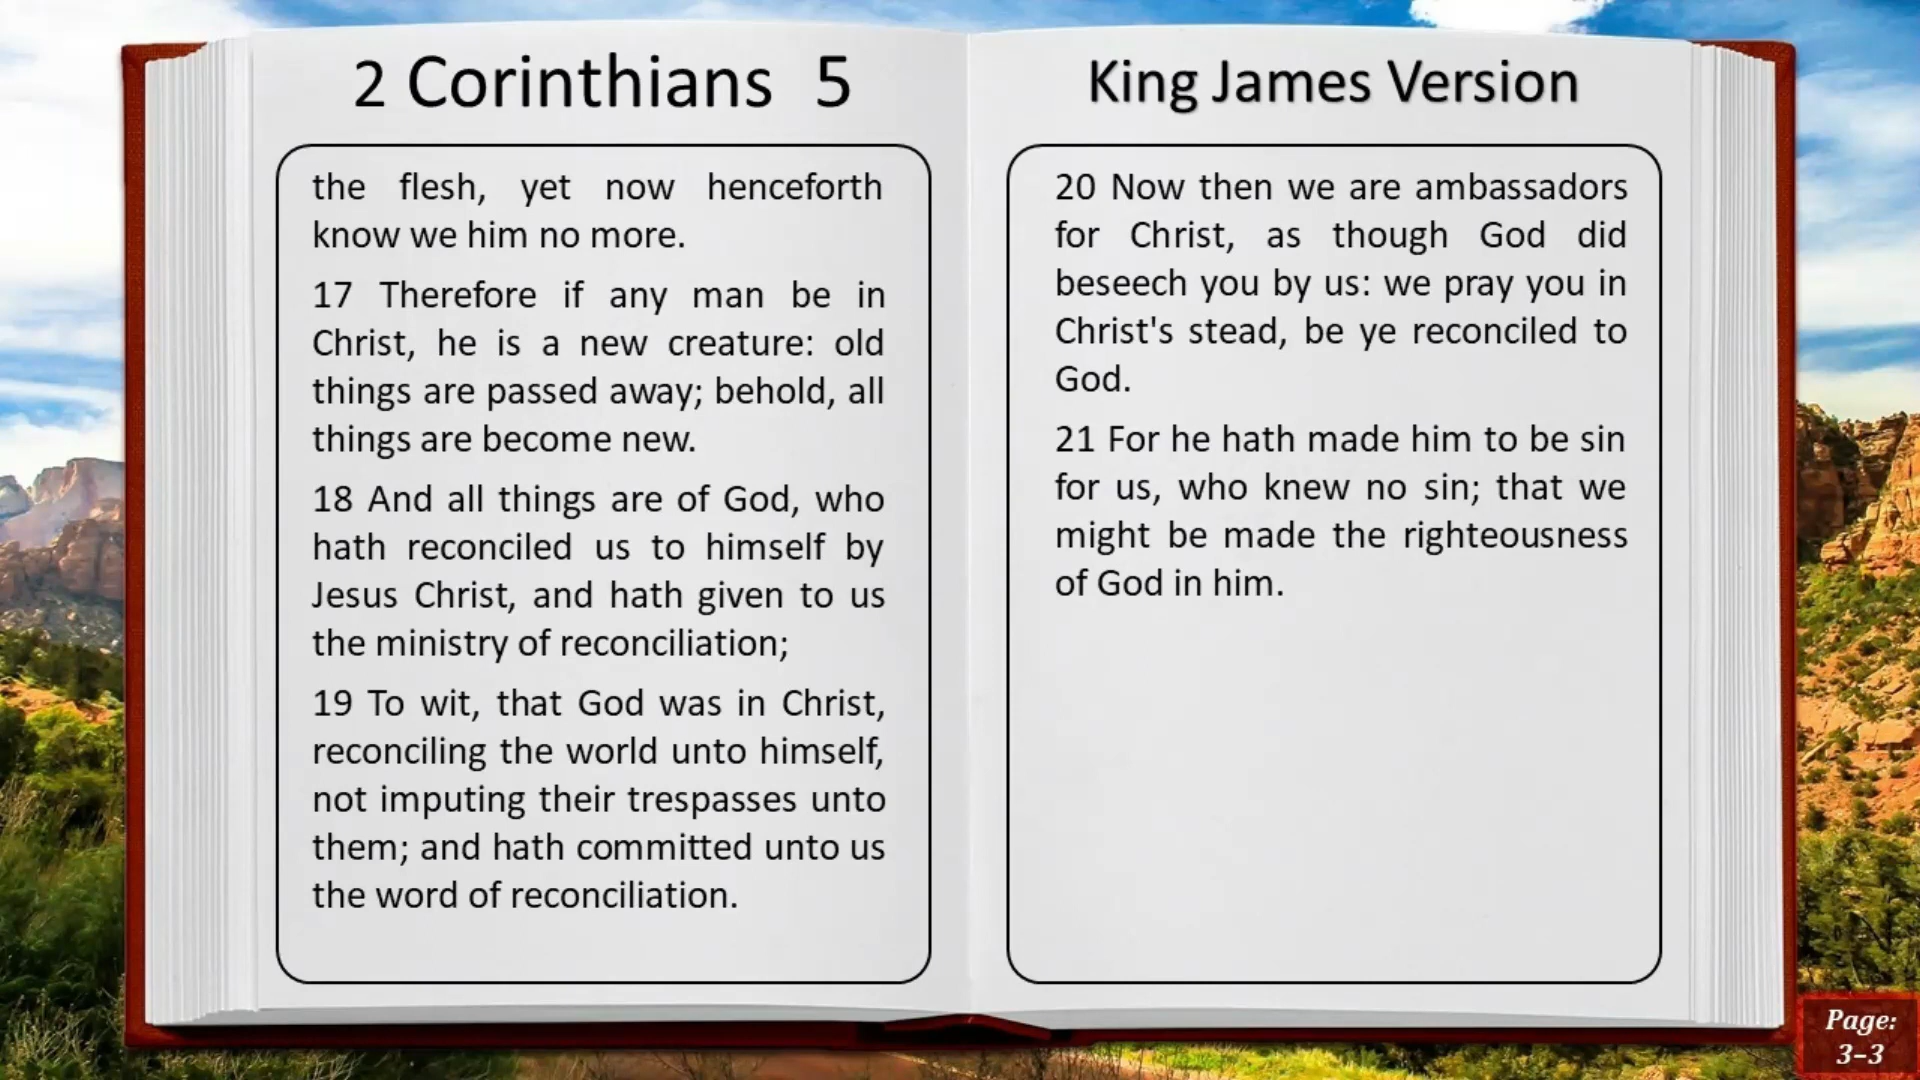 2 Corinthians 5
King James Version
the flesh, yet now henceforth
know we him no more.
17 Therefore if any man be in
Christ, he is a new creature: old
things are passed away; behold, all
things are become new.
18 And all things are of God, who
hath reconciled us to himself by
Jesus Christ, and hath given to us
the ministry of reconciliation;
19 To wit, that God was in Christ,
reconciling the world unto himself,
not imputing their trespasses unto
them; and hath committed unto us
the word of reconciliation.
20 Now then we are ambassadors
for Christ, as though God did
beseech you by us: we pray you in
Christ's stead, be ye reconciled to
God.
21 For he hath made him to be sin
for us, who knew no sin; that we
might be made the righteousness
of God in him.
Page:
3–3